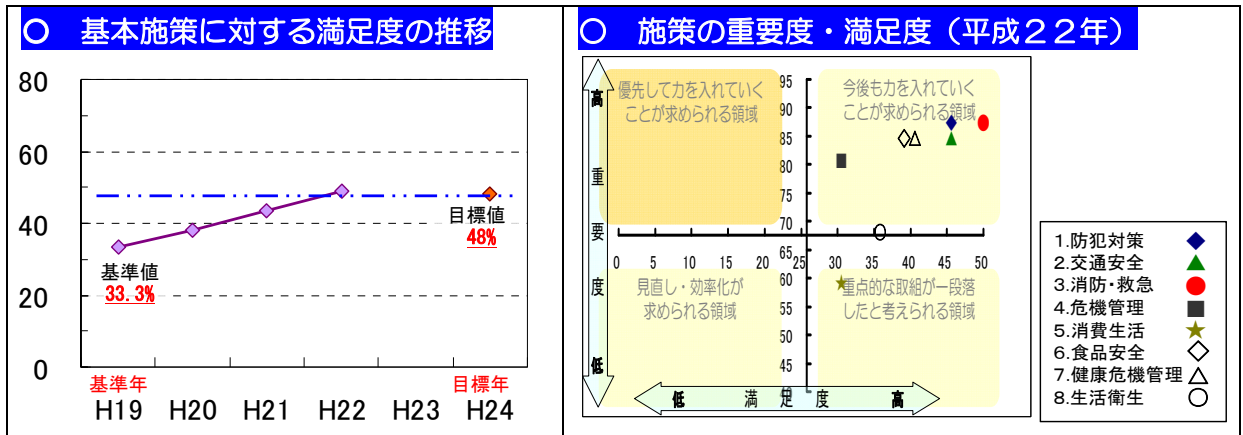 ○ 基本施策に対する満足度の推移
80
60
40
20
0
基準値
33.3%
目標値
48%
基準年
目標年
H19 H20 H21 H22 H23 H24
○ 施策の重要度・満足度（平成２２年）
高
重
要
度
低
優先して力を入れていく
ことが求められる領域
今後も力を入れていく
ことが求められる領域
95
90
85
80
75
70
65
60
55
50
45
40
0 5 10 15 20 25 30 35 40 45 50
見直し・効率化が
求められる領域
重点的な取組が一段落
したと考えられる領域
低 満 足 度 高
1.防犯対策
2.交通安全
3.消防・救急
4.危機管理
5.消費生活
6.食品安全
7.健康危機管理
8.生活衛生